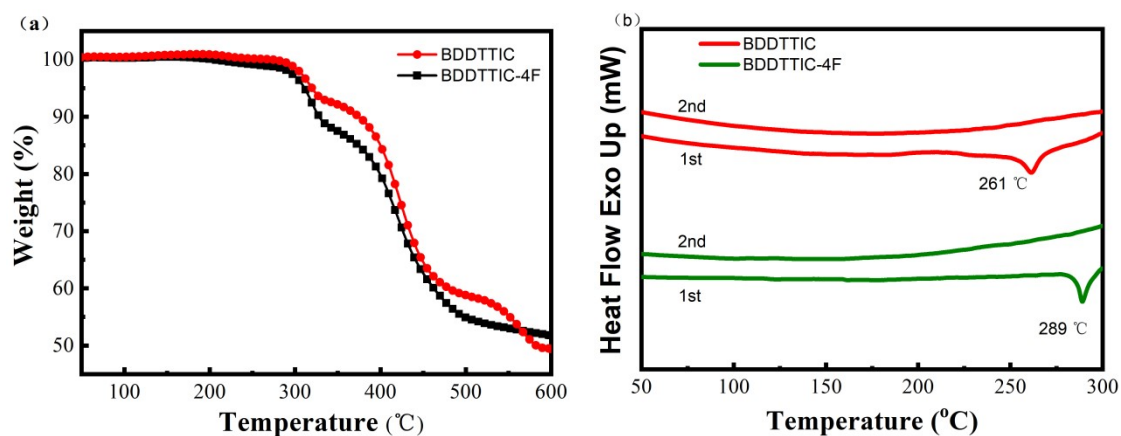 (a)
BDDTTIC
BDDTTIC-4F
100
90
80
70
60
50
Weight (%)
100 200 300 400 500 600
Temperature (℃)
(b)
BDDTTIC
BDDTTIC-4F
2nd
1st
261 ℃
2nd
1st
289 ℃
Heat Flow Exo Up (mW)
50 100 150 200 250 300
Temperature (°C)